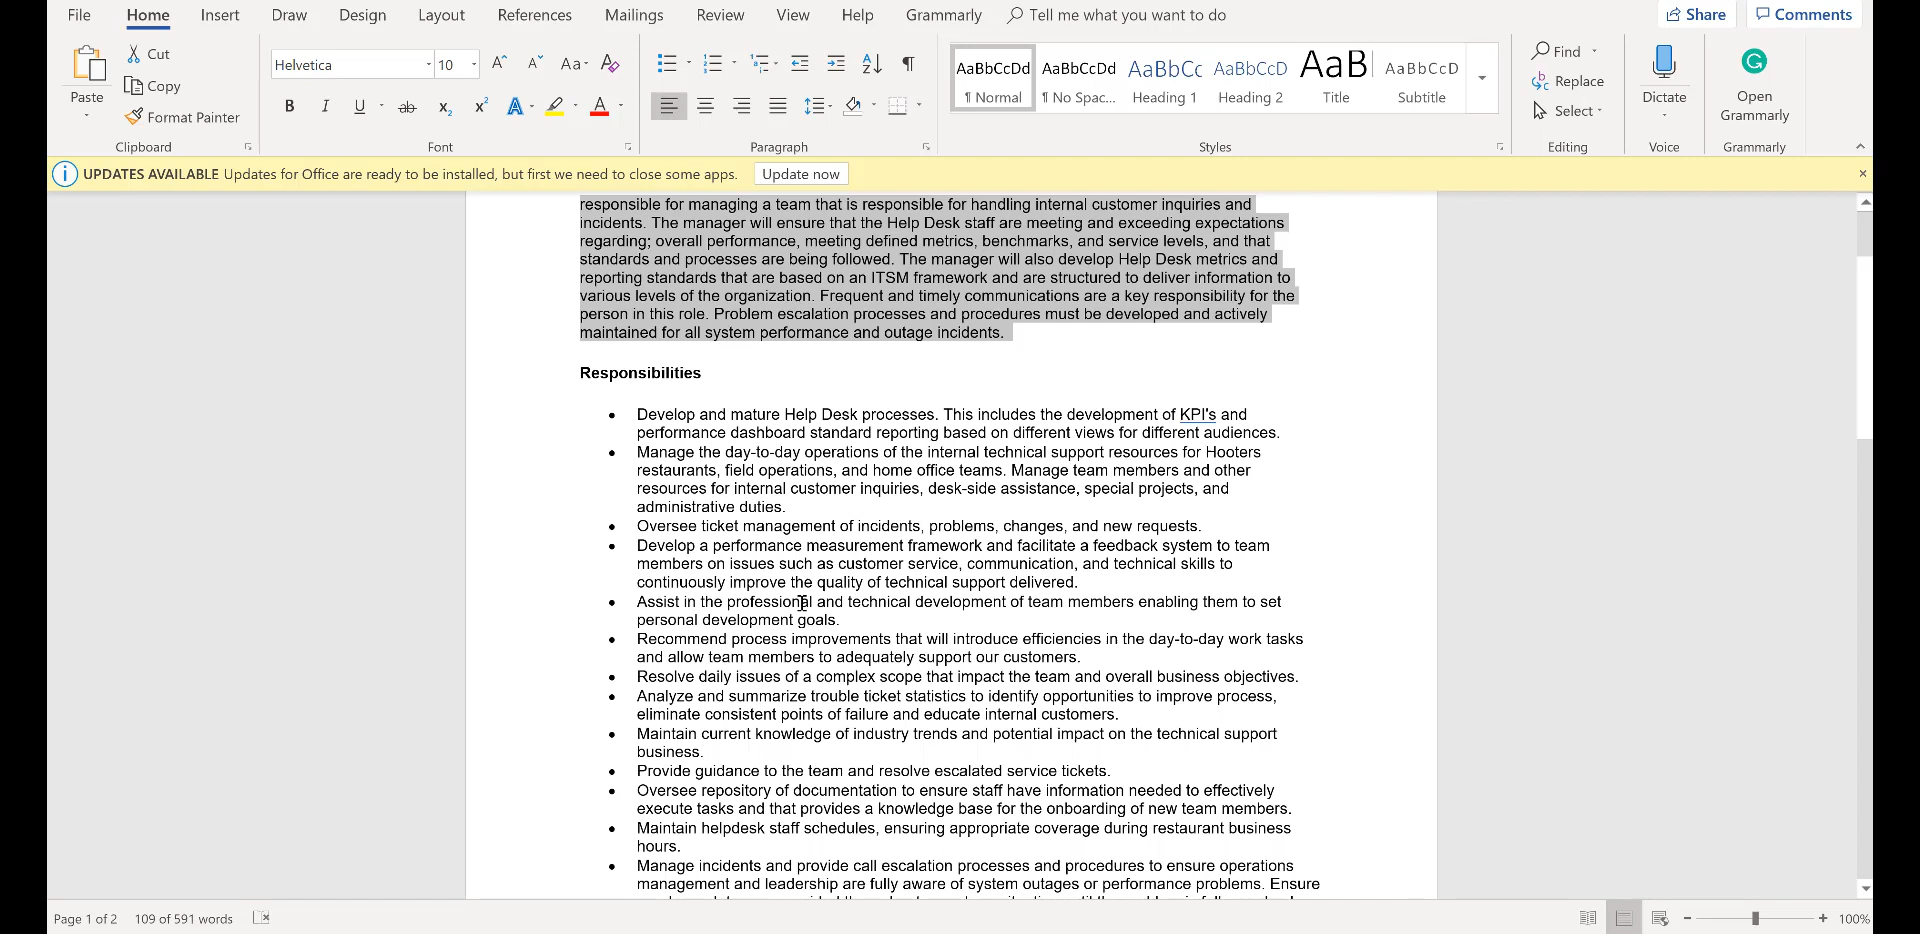 File Home Insert Draw Design Layout References Mailings Review View Help Grammarly Tell me what you want to do Share Comments
Paste
Cut
Copy
Format Painter
Clipboard
Helvetica 10
Aa
B I U ab x₂ x² A A
Font
Paragraph
AaBbCcDd AaBbCcDd AaBbCc AaBbCcD AaB AaBbCcD
¶ Normal ¶ No Spac... Heading 1 Heading 2 Title Subtitle
Styles
Find
Replace
Select
Editing
Dictate
Voice
Open
Grammarly
Grammarly
UPDATES AVAILABLE Updates for Office are ready to be installed, but first we need to close some apps. Update now
responsible for managing a team that is responsible for handling internal customer inquiries and
incidents. The manager will ensure that the Help Desk staff are meeting and exceeding expectations
regarding; overall performance, meeting defined metrics, benchmarks, and service levels, and that
standards and processes are being followed. The manager will also develop Help Desk metrics and
reporting standards that are based on an ITSM framework and are structured to deliver information to
various levels of the organization. Frequent and timely communications are a key responsibility for the
person in this role. Problem escalation processes and procedures must be developed and actively
maintained for all system performance and outage incidents.
Responsibilities
• Develop and mature Help Desk processes. This includes the development of KPI's and
performance dashboard standard reporting based on different views for different audiences.
• Manage the day-to-day operations of the internal technical support resources for Hooters
restaurants, field operations, and home office teams. Manage team members and other
resources for internal customer inquiries, desk-side assistance, special projects, and
administrative duties.
• Oversee ticket management of incidents, problems, changes, and new requests.
• Develop a performance measurement framework and facilitate a feedback system to team
members on issues such as customer service, communication, and technical skills to
continuously improve the quality of technical support delivered.
• Assist in the professional and technical development of team members enabling them to set
personal development goals.
• Recommend process improvements that will introduce efficiencies in the day-to-day work tasks
and allow team members to adequately support our customers.
• Resolve daily issues of a complex scope that impact the team and overall business objectives.
• Analyze and summarize trouble ticket statistics to identify opportunities to improve process,
eliminate consistent points of failure and educate internal customers.
• Maintain current knowledge of industry trends and potential impact on the technical support
business.
• Provide guidance to the team and resolve escalated service tickets.
• Oversee repository of documentation to ensure staff have information needed to effectively
execute tasks and that provides a knowledge base for the onboarding of new team members.
• Maintain helpdesk staff schedules, ensuring appropriate coverage during restaurant business
hours.
• Manage incidents and provide call escalation processes and procedures to ensure operations
management and leadership are fully aware of system outages or performance problems. Ensure
Page 1 of 2 109 of 591 words 100%